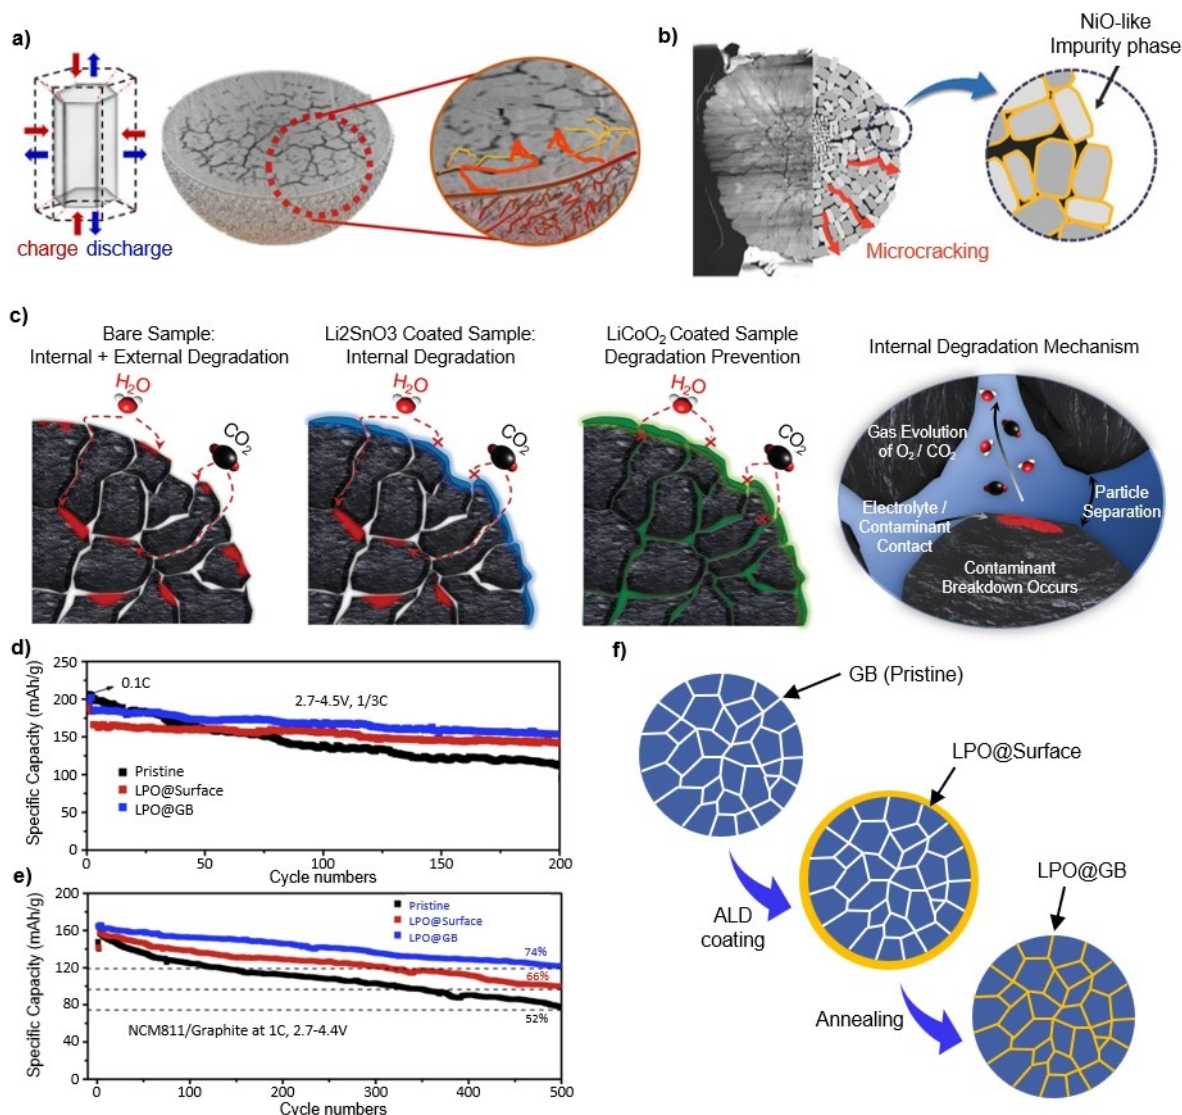 a)
charge discharge
b)
NiO-like
Impurity phase
Microcracking
c)
Bare Sample:
Internal + External Degradation
H₂O
CO₂
Li2SnO3 Coated Sample:
Internal Degradation
H₂O
CO₂
LiCoO₂ Coated Sample
Degradation Prevention
H₂O
CO₂
Internal Degradation Mechanism
Gas Evolution
of O₂ / CO₂
Electrolyte /
Contaminant
Contact
Particle
Separation
Contaminant
Breakdown Occurs
d)
Specific Capacity (mAh/g)
250
200
150
100
50
0
0.1C
2.7-4.5V, 1/3C
Pristine
LPO@Surface
LPO@GB
0
50
100
150
200
Cycle numbers
e)
Specific Capacity (mAh/g)
200
160
120
80
40
0
Pristine
LPO@Surface
LPO@GB
74%
66%
52%
NCM811/Graphite at 1C, 2.7-4.4V
0
100
200
300
400
500
Cycle numbers
f)
GB (Pristine)
LPO@Surface
ALD
coating
LPO@GB
Annealing